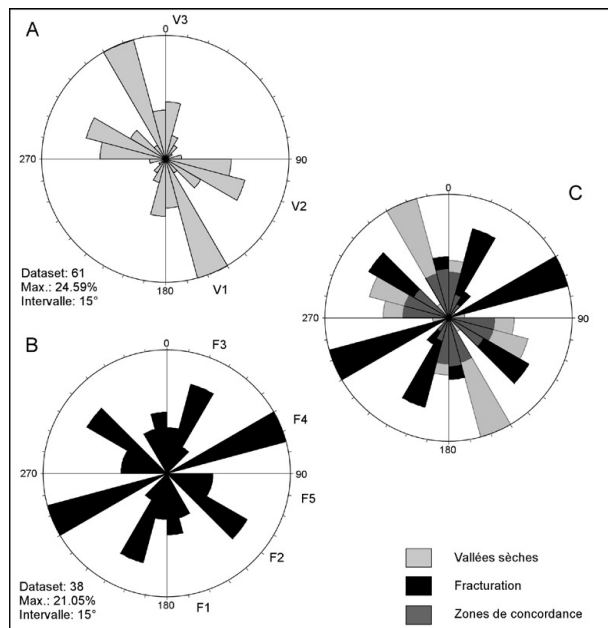 A
V3
0
270
90
V2
V1
180
Dataset: 61
Max.: 24.59%
Intervalle: 15°
B
0
F3
F4
270
90
F5
F2
F1
180
Dataset: 38
Max.: 21.05%
Intervalle: 15°
C
0
270
90
180
Vallées sèches
Fracturation
Zones de concordance